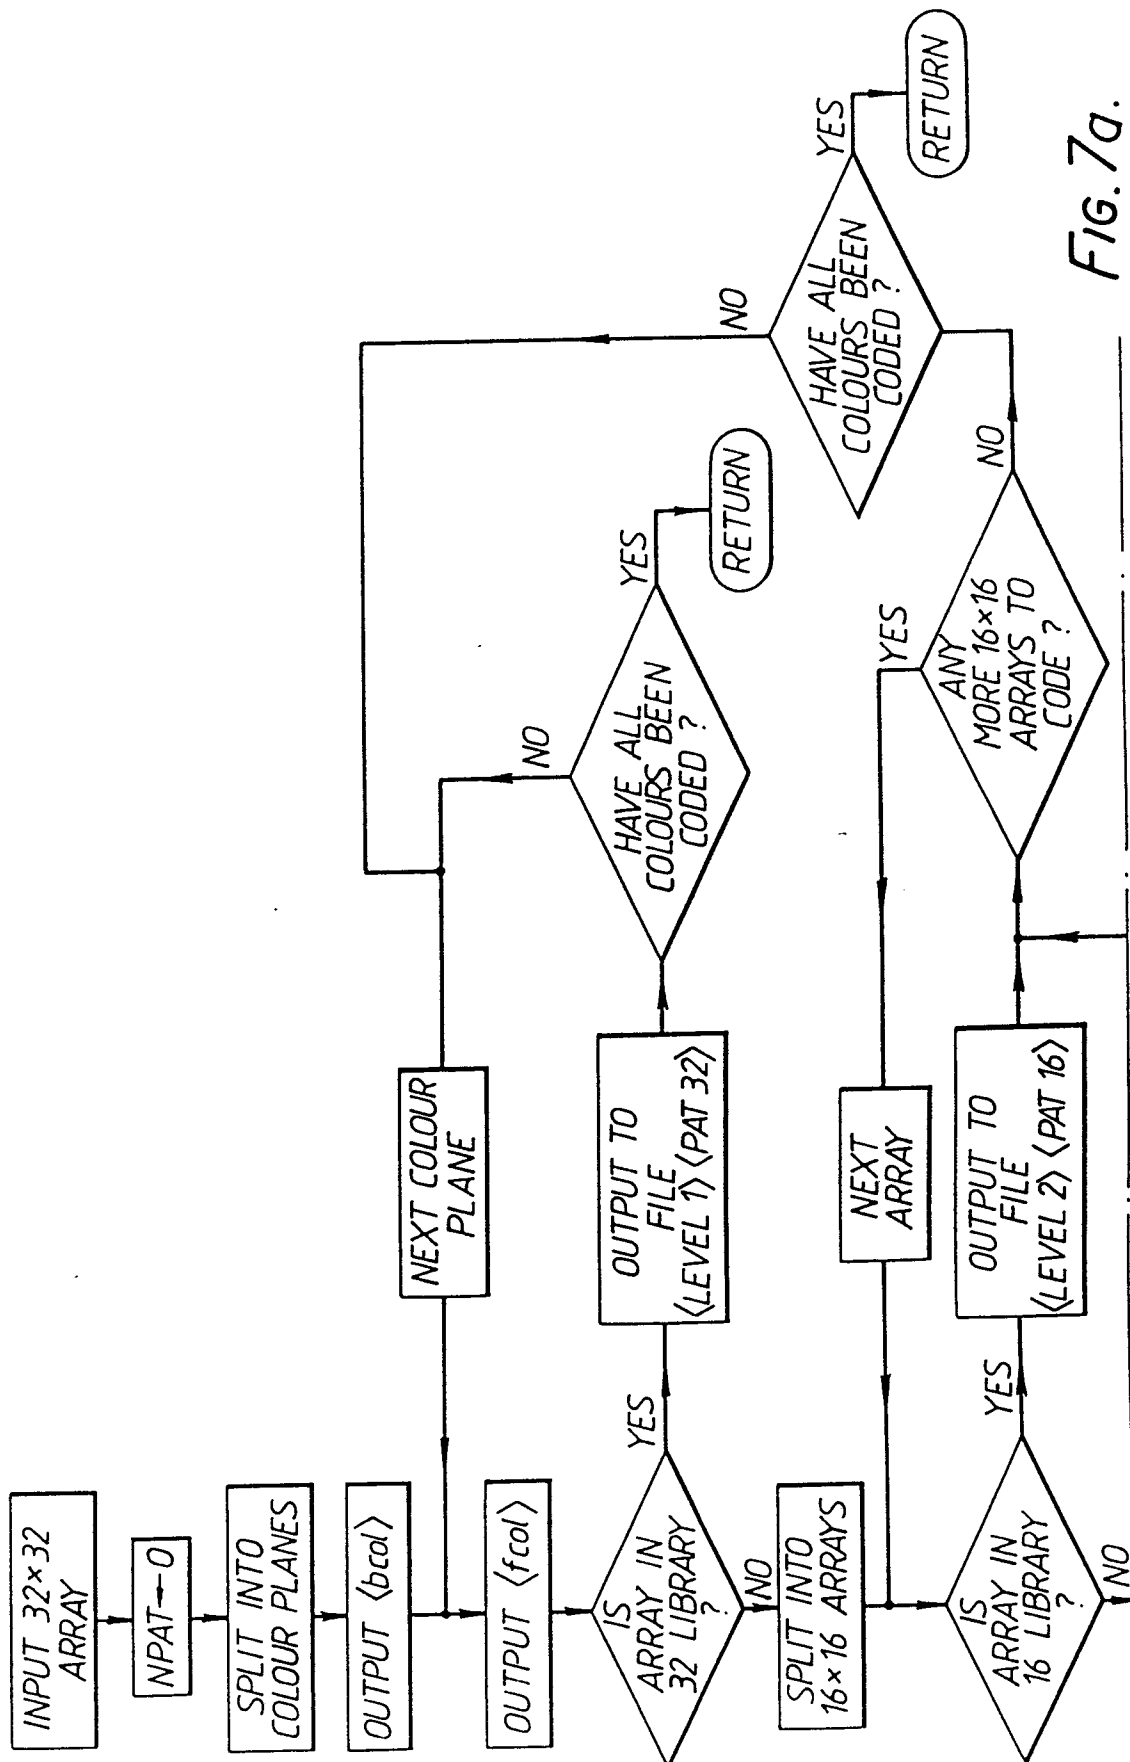 INPUT 32×32
ARRAY
NPAT←0
SPLIT INTO
COLOUR PLANES
OUTPUT ⟨bcol⟩
OUTPUT ⟨fcol⟩
IS
ARRAY IN
32 LIBRARY
?
YES
NO
OUTPUT TO
FILE
⟨LEVEL 1⟩⟨PAT 32⟩
HAVE ALL
COLOURS BEEN
CODED ?
YES
RETURN
NO
NEXT COLOUR
PLANE
SPLIT INTO
16×16 ARRAYS
IS
ARRAY IN
16 LIBRARY
?
YES
NO
OUTPUT TO
FILE
⟨LEVEL 2⟩⟨PAT 16⟩
ANY
MORE 16×16
ARRAYS TO
CODE ?
YES
NEXT
ARRAY
NO
HAVE ALL
COLOURS BEEN
CODED ?
NO
YES
RETURN
FIG. 7a.